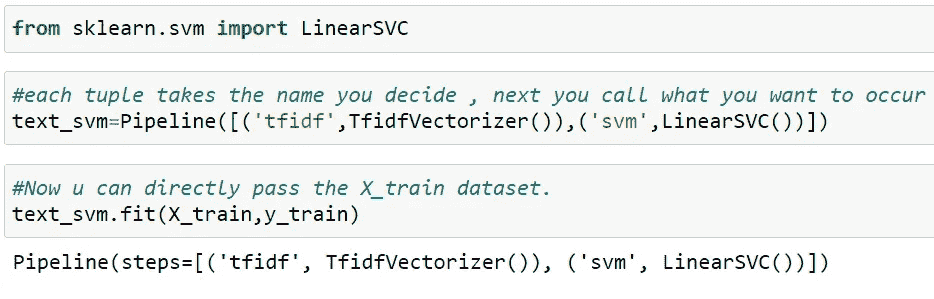 from sklearn.svm import LinearSVC
#each tuple takes the name you decide , next you call what you want to occur
text_svm=Pipeline([('tfidf',TfidfVectorizer()),('svm',LinearSVC())])
#Now u can directly pass the X_train dataset.
text_svm.fit(X_train,y_train)
Pipeline(steps=[('tfidf', TfidfVectorizer()), ('svm', LinearSVC())])